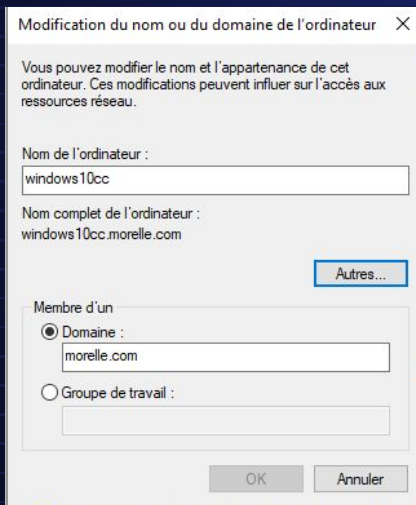 Modification du nom ou du domaine de l'ordinateur
Vous pouvez modifier le nom et l'appartenance de cet
ordinateur. Ces modifications peuvent influer sur l'accès aux
ressources réseau.
Nom de l'ordinateur :
windows10cc
Nom complet de l'ordinateur :
windows10cc.morelle.com
Autres...
Membre d'un
Domaine :
morelle.com
Groupe de travail :
OK
Annuler